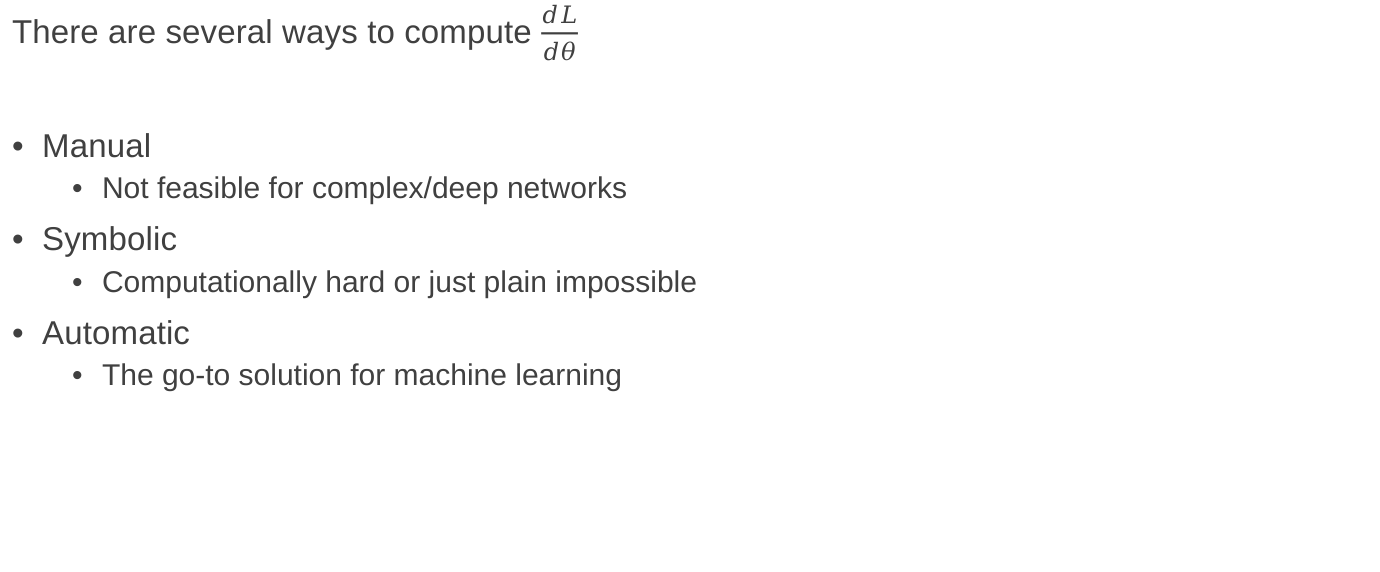 There are several ways to compute dL/dθ
• Manual
• Not feasible for complex/deep networks
• Symbolic
• Computationally hard or just plain impossible
• Automatic
• The go-to solution for machine learning